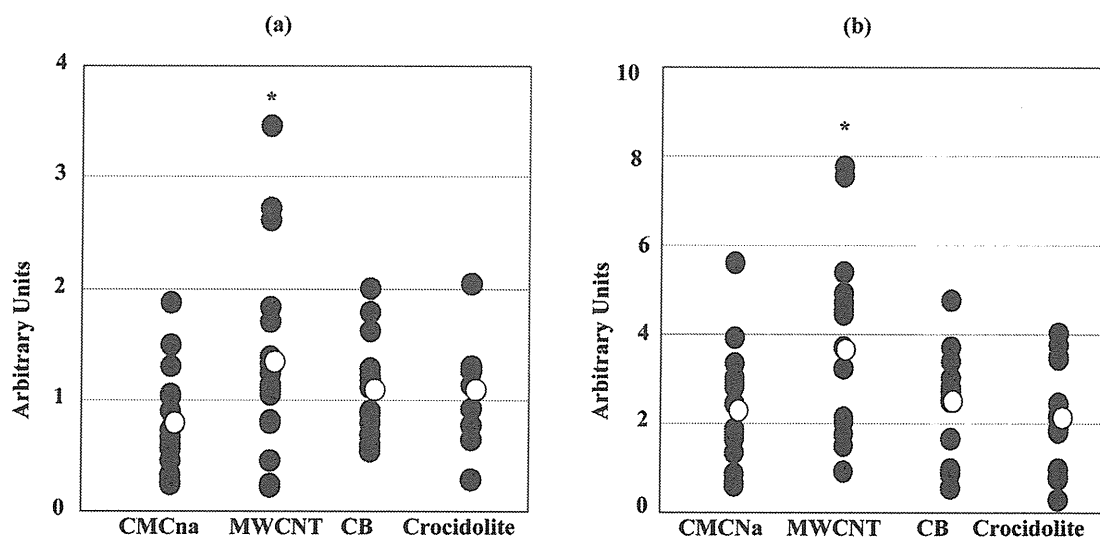 (a)
4
3
2
1
0
Arbitrary Units
*
CMCna MWCNT CB Crocidolite
(b)
10
8
6
4
2
0
Arbitrary Units
*
CMCNa MWCNT CB Crocidolite